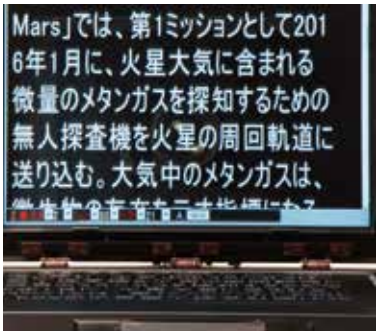 Mars」では、第1ミッションとして201
6年1月に、火星大気に含まれる
微量のメタンガスを探知するための
無人探査機を火星の周回軌道に
送り込む。大気中のメタンガスは、